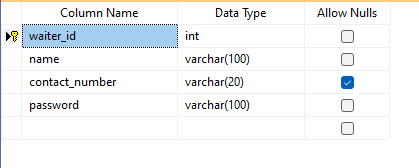 Column Name Data Type Allow Nulls
waiter_id int
name varchar(100)
contact_number varchar(20)
password varchar(100)